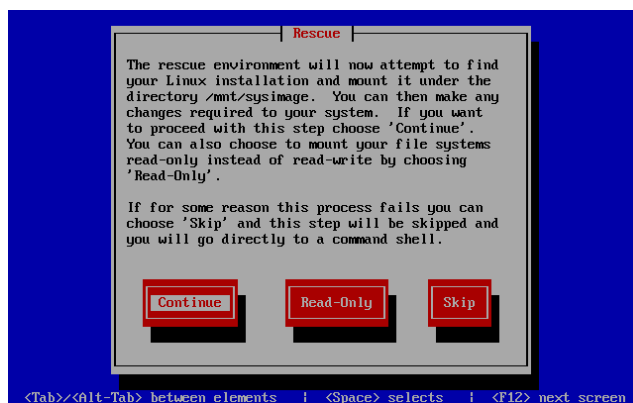 Rescue
The rescue environment will now attempt to find
your Linux installation and mount it under the
directory /mnt/sysimage.  You can then make any
changes required to your system.  If you want
to proceed with this step choose 'Continue'.
You can also choose to mount your file systems
read-only instead of read-write by choosing
'Read-Only'.
If for some reason this process fails you can
choose 'Skip' and this step will be skipped and
you will go directly to a command shell.
Continue Read-Only Skip
<Tab>/<Alt-Tab> between elements | <Space> selects | <F12> next screen